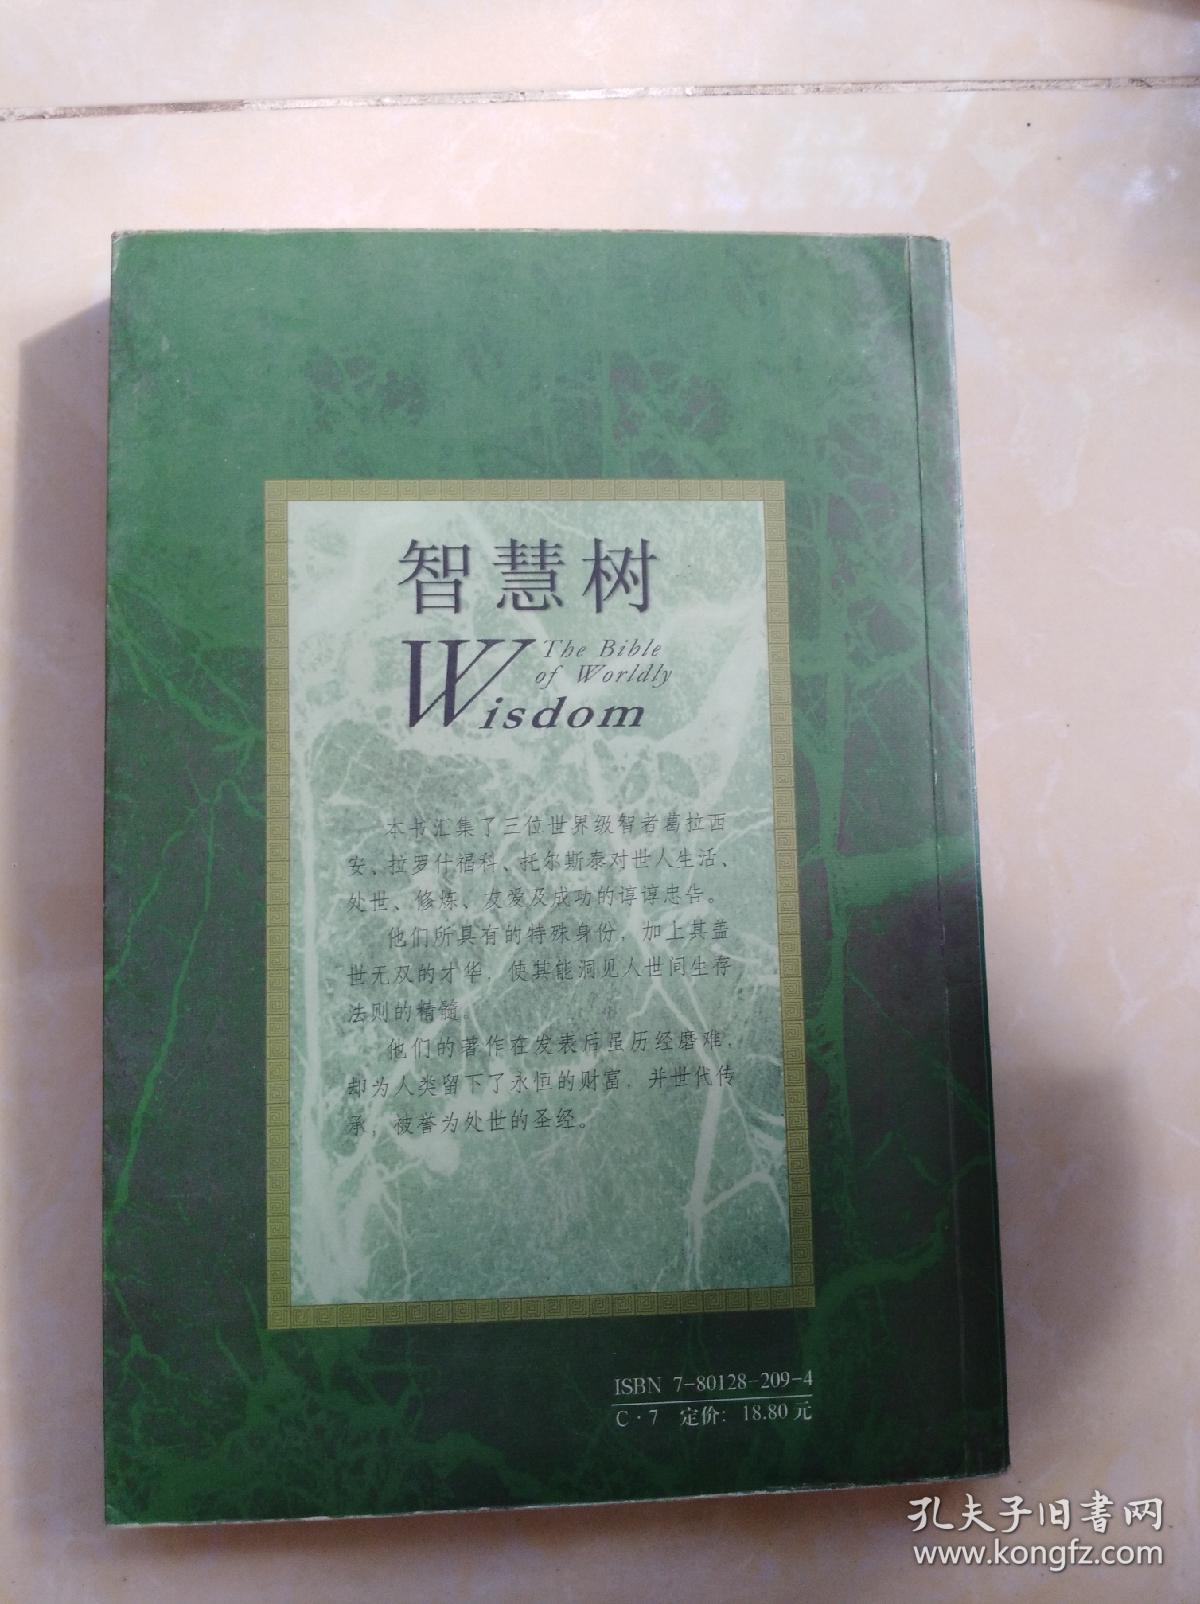 智慧树
The Bible
of Worldly
Wisdom
本书汇集了三位世界级智者葛拉西
安、拉罗什福科、托尔斯泰对世人生活、
处世、修炼、友爱及成功的谆谆忠告。
他们所具有的特殊身份，加上其盖
世无双的才华，使其能洞见人世间生存
法则的精髓。
他们的著作在发表后虽历经磨难，
却为人类留下了永恒的财富，并世代传
承，被誉为处世的圣经。
ISBN 7-80128-209-4
C·7 定价：18.80元
孔夫子旧书网
www.kongfz.com